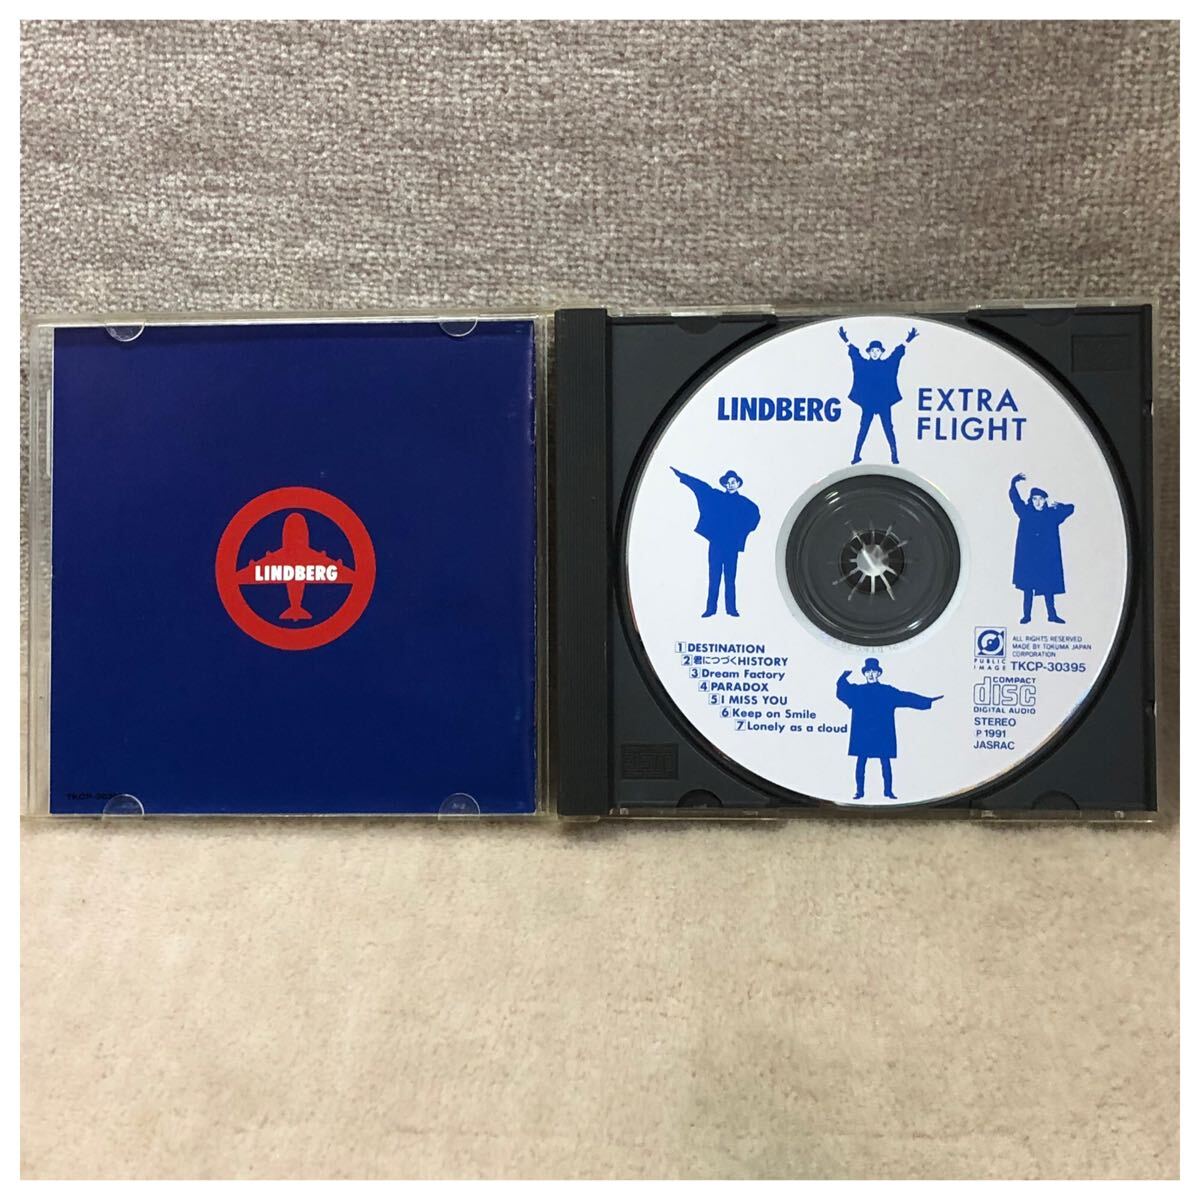 LINDBERG
LINDBERG
EXTRA
FLIGHT
1 DESTINATION
2 君につづくHISTORY
3 Dream Factory
4 PARADOX
5 I MISS YOU
6 Keep on Smile
7 Lonely as a cloud
PUBLIC
IMAGE
ALL RIGHTS RESERVED
MADE BY TOKUMA JAPAN
CORPORATION
TKCP-30395
COMPACT
disc
DIGITAL AUDIO
STEREO
Ⓟ 1991
JASRAC